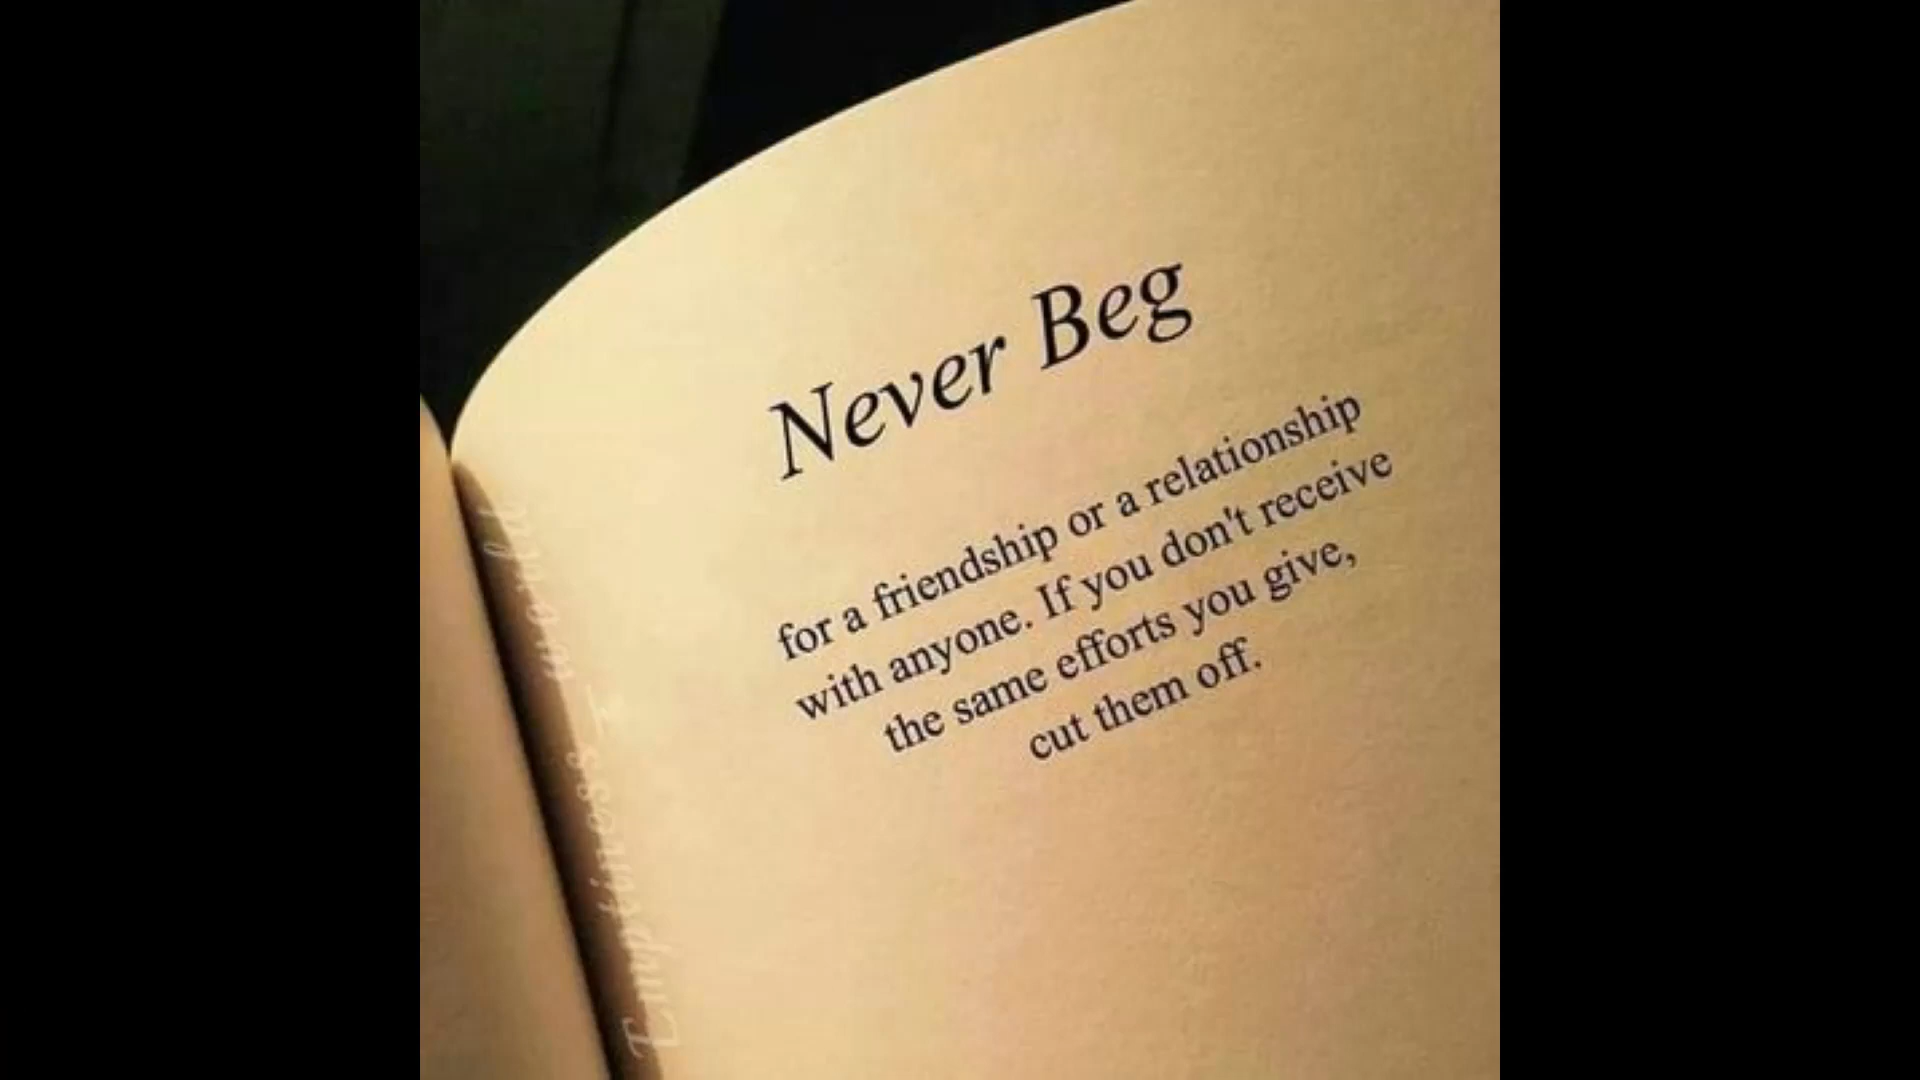 Never Beg
for a friendship or a relationship
with anyone. If you don't receive
the same efforts you give,
cut them off.
Emptiness_world